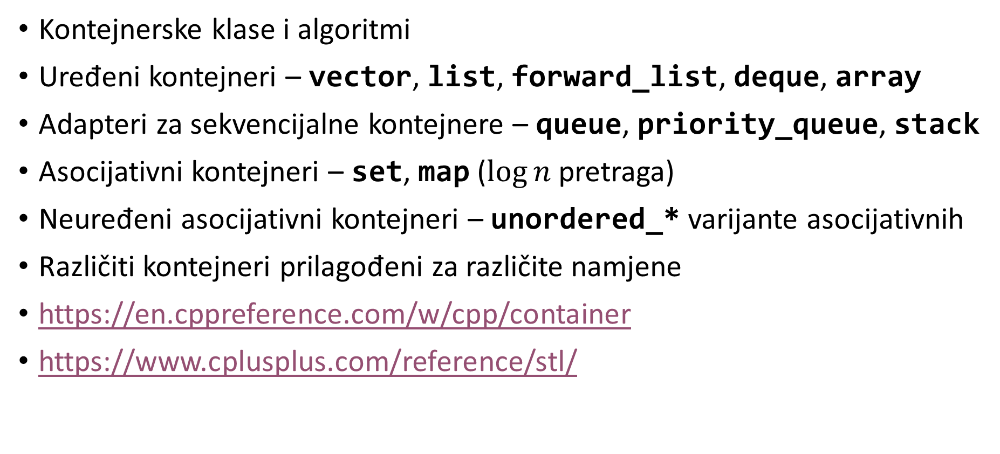 • Kontejnerske klase i algoritmi
• Uređeni kontejneri – vector, list, forward_list, deque, array
• Adapteri za sekvencijalne kontejnere – queue, priority_queue, stack
• Asocijativni kontejneri – set, map (log n pretraga)
• Neuređeni asocijativni kontejneri – unordered_* varijante asocijativnih
• Različiti kontejneri prilagođeni za različite namjene
• https://en.cppreference.com/w/cpp/container
• https://www.cplusplus.com/reference/stl/